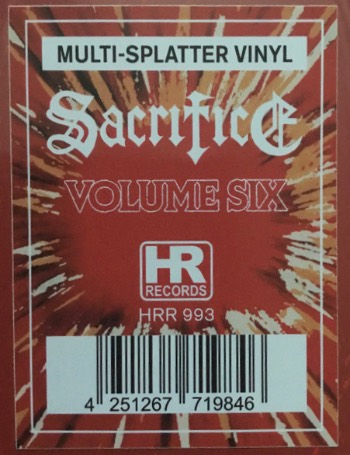 MULTI-SPLATTER VINYL
Sacrifice
VOLUME SIX
HR
RECORDS
HRR 993
4 251267 719846